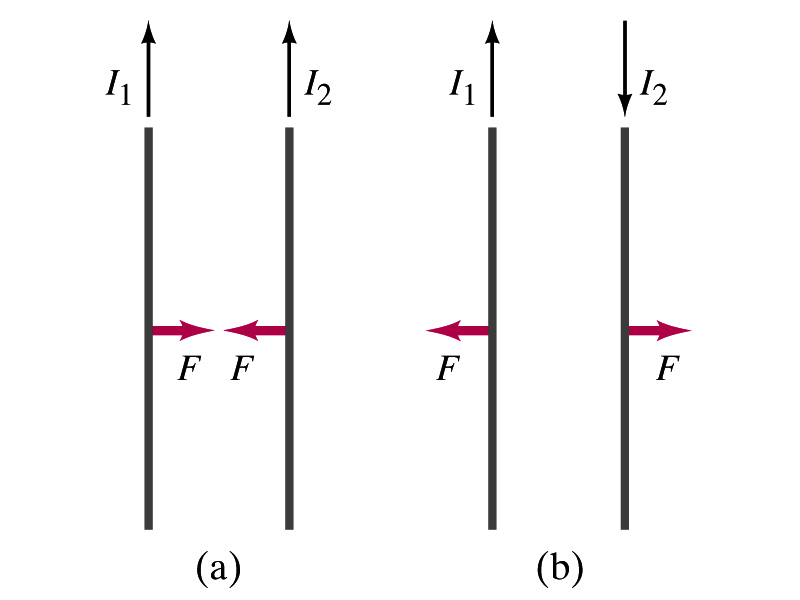 I₁ I₂ I₁ I₂
F F F F
(a) (b)